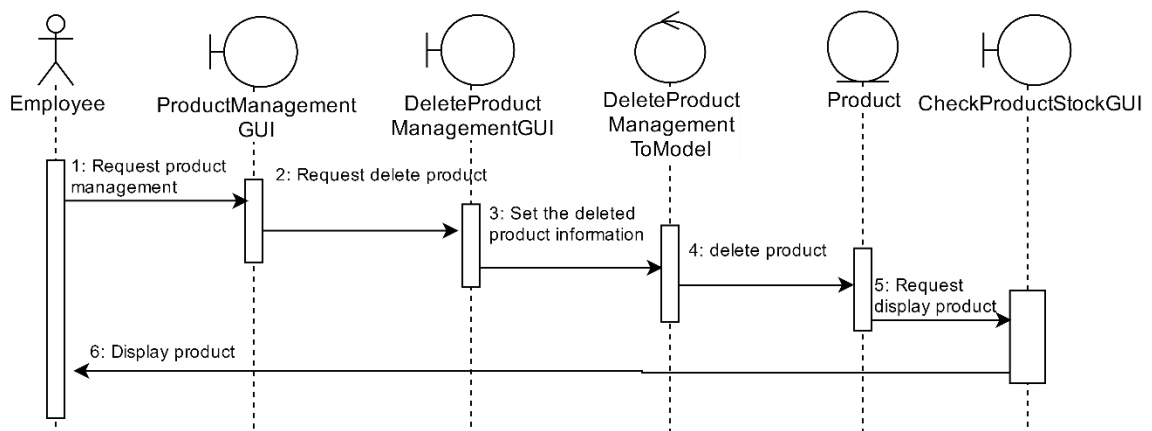 Employee
ProductManagement
GUI
DeleteProduct
ManagementGUI
DeleteProduct
Management
ToModel
Product
CheckProductStockGUI
1: Request product
management
2: Request delete product
3: Set the deleted
product information
4: delete product
5: Request
display product
6: Display product